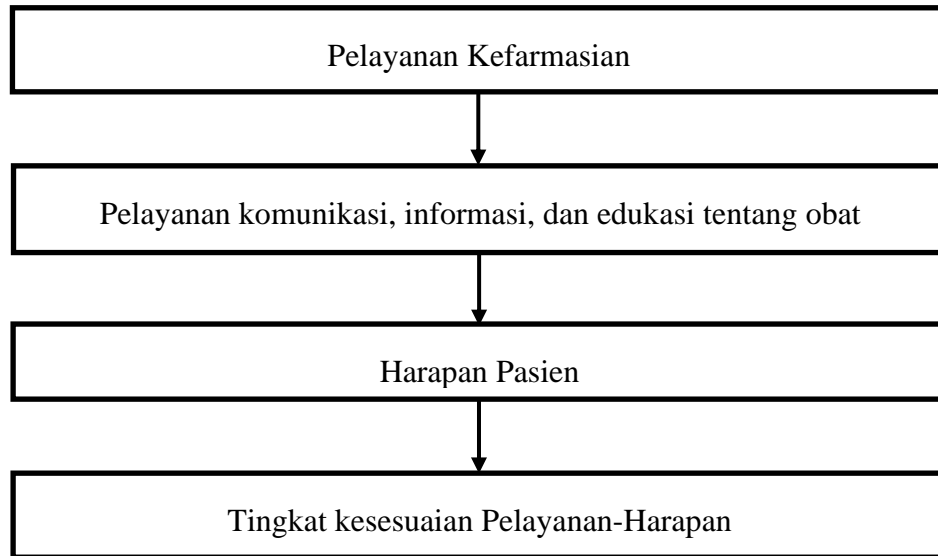 Pelayanan Kefarmasian
Pelayanan komunikasi, informasi, dan edukasi tentang obat
Harapan Pasien
Tingkat kesesuaian Pelayanan-Harapan